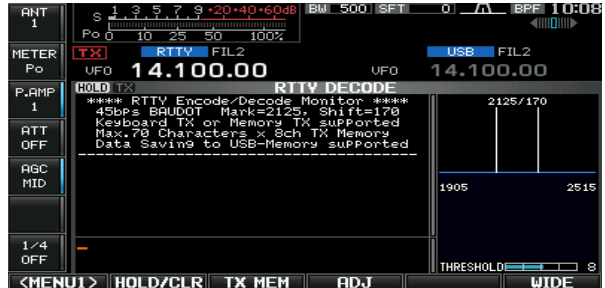 ANT 1
S 1 3 5 7 9 +20+40+60dB BW 500 SFT 0 BPF 10:08
Po 0 10 25 50 100%
METER Po
TX RTTY FIL2 USB FIL2
VFO 14.100.00 VFO 14.100.00
P.AMP 1
HOLD TX RTTY DECODE
**** RTTY Encode/Decode Monitor ****
45bps BAUDOT Mark=2125, Shift=170
Keyboard TX or Memory TX supported
Max.70 Characters x 8ch TX Memory
Data Saving to USB-Memory supported
2125/170
ATT OFF
AGC MID
1905 2515
1/4 OFF
THRESHOLD 8
<MENU1> HOLD/CLR TX MEM ADJ WIDE